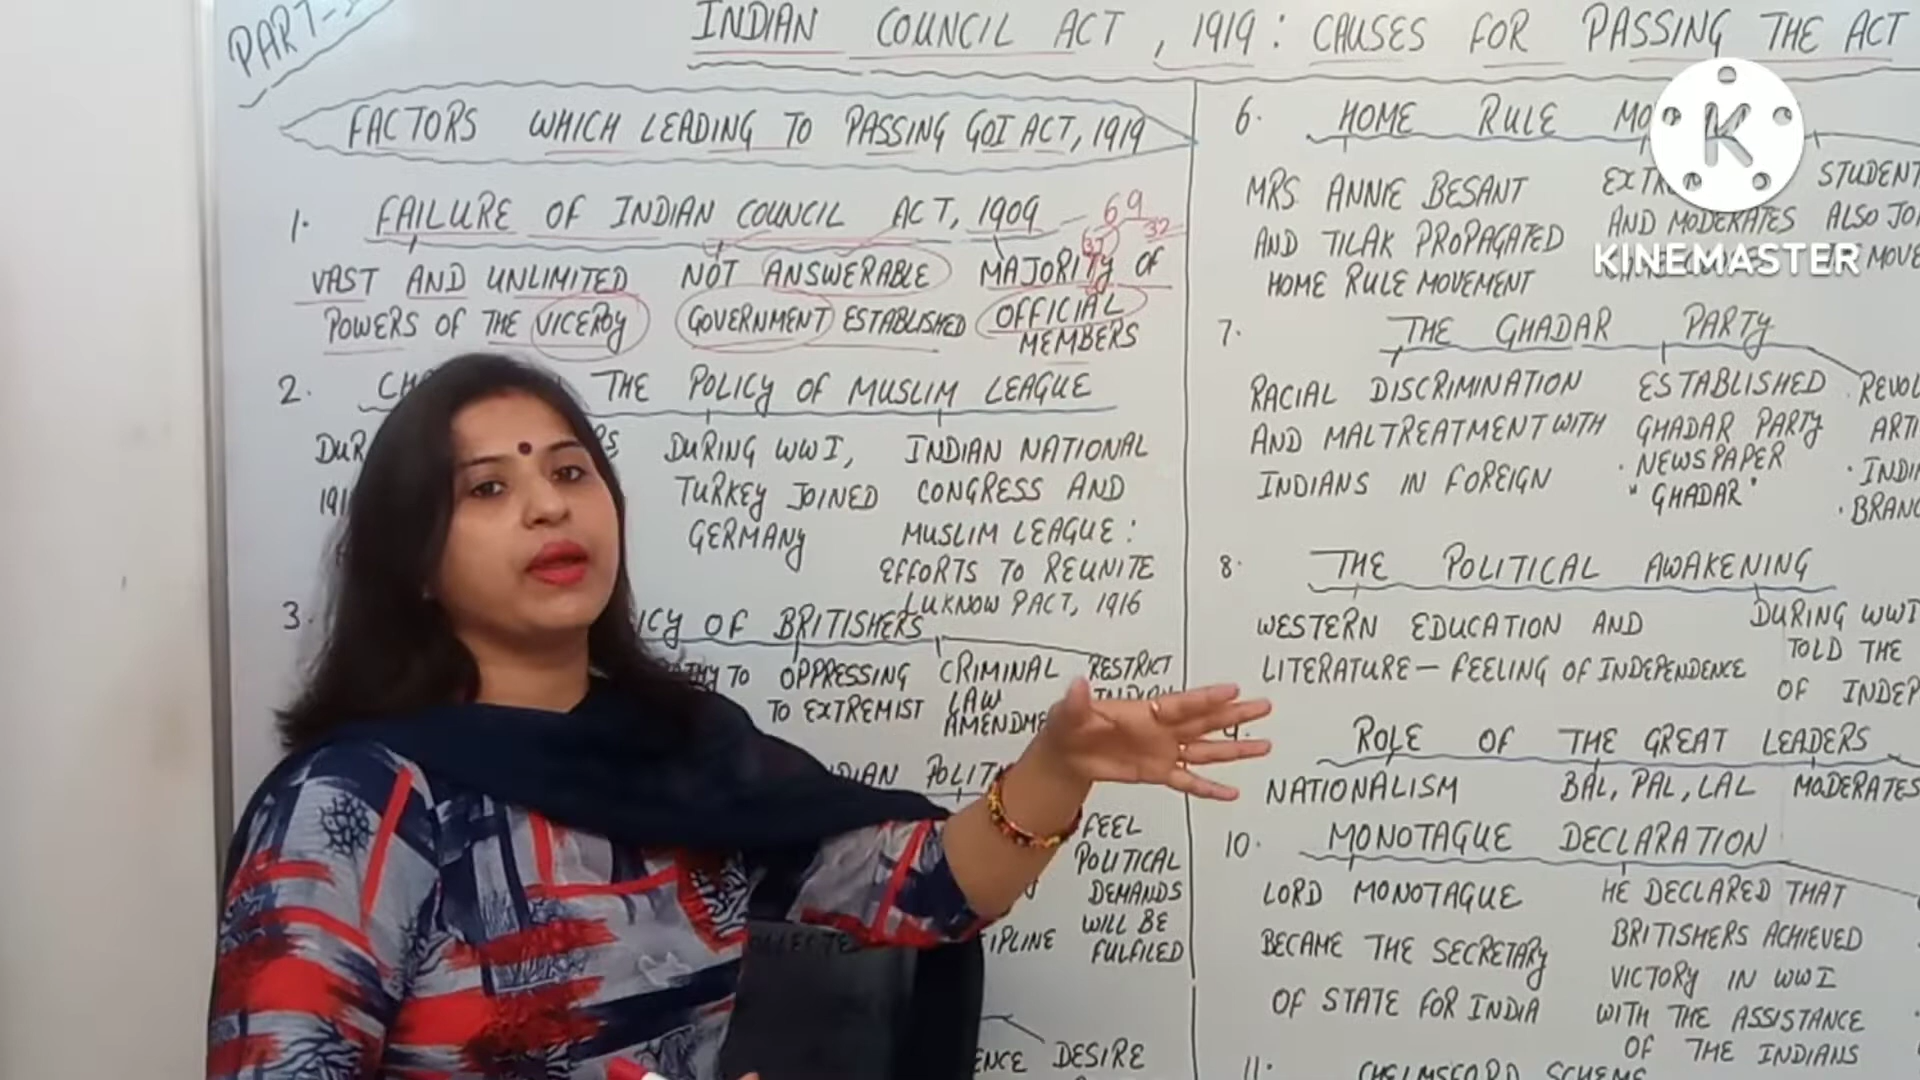 PART-
INDIAN COUNCIL ACT, 1919: CAUSES FOR PASSING THE ACT
FACTORS WHICH LEADING TO PASSING GOI ACT, 1919
1. FAILURE OF INDIAN COUNCIL ACT, 1909 - 69
37 32
VAST AND UNLIMITED
POWERS OF THE VICEROY
NOT ANSWERABLE
GOVERNMENT ESTABLISHED
MAJORITY OF
OFFICIAL
MEMBERS
2. THE POLICY OF MUSLIM LEAGUE
DURING WWI,
TURKEY JOINED
GERMANY
INDIAN NATIONAL
CONGRESS AND
MUSLIM LEAGUE:
EFFORTS TO REUNITE
LUKNOW PACT, 1916
3. OF BRITISHERS
TO OPPRESSING
TO EXTREMIST
CRIMINAL
LAW
RESTRICT
INDIAN
FEEL
POLITICAL
DEMANDS
WILL BE
FULFILED
DESIRE
6. HOME RULE
MRS. ANNIE BESANT
AND TILAK PROPAGATED
HOME RULE MOVEMENT
AND MODERATES
STUDENT
ALSO
7. THE GHADAR PARTY
RACIAL DISCRIMINATION
AND MALTREATMENT WITH
INDIANS IN FOREIGN
ESTABLISHED
GHADAR PARTY
· NEWSPAPER
"GHADAR"
8. THE POLITICAL AWAKENING
WESTERN EDUCATION AND
LITERATURE - FEELING OF INDEPENDENCE
DURING WWI
TOLD THE
OF
9. ROLE OF THE GREAT LEADERS
NATIONALISM
BAL, PAL, LAL
MODERATES
10. MONOTAGUE DECLARATION
LORD MONOTAGUE
BECAME THE SECRETARY
OF STATE FOR INDIA
HE DECLARED THAT
BRITISHERS ACHIEVED
VICTORY IN WWI
WITH THE ASSISTANCE
OF THE INDIANS
11. CHELMSFORD SCHEME
K
KINEMASTER